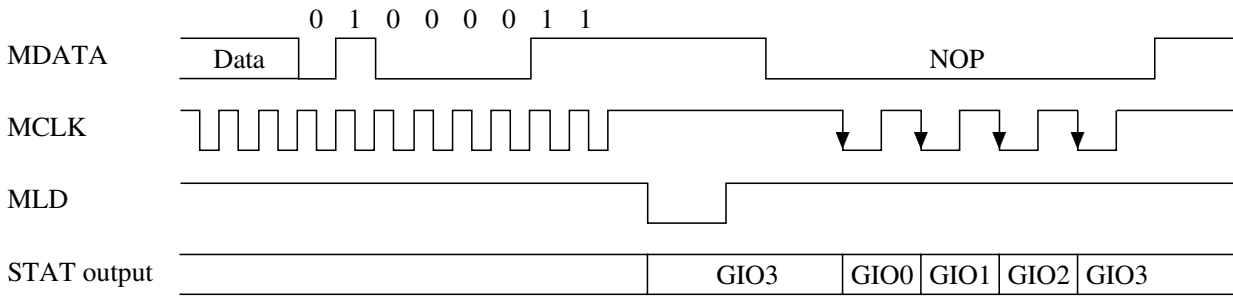 0 1 0 0 0 0 1 1
MDATA Data NOP
MCLK
MLD
STAT output GIO3 GIO0 GIO1 GIO2 GIO3